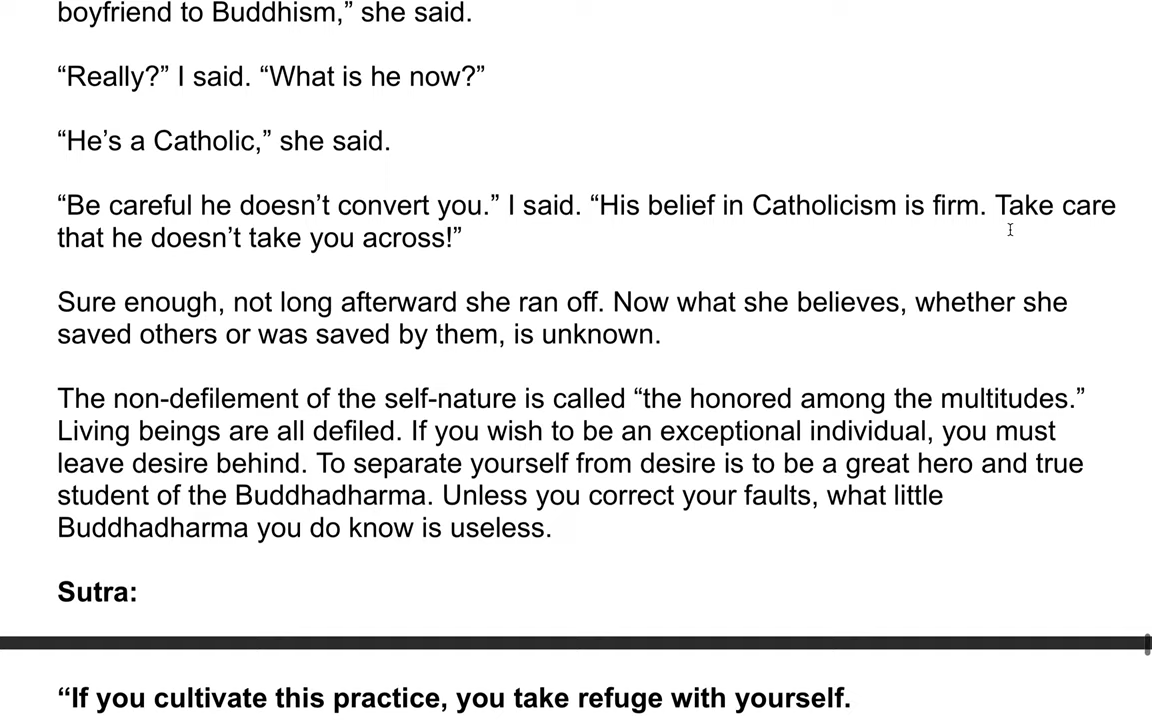 boyfriend to Buddhism,” she said.
“Really?” I said. “What is he now?”
“He’s a Catholic,” she said.
“Be careful he doesn’t convert you.” I said. “His belief in Catholicism is firm. Take care
that he doesn’t take you across!”
Sure enough, not long afterward she ran off. Now what she believes, whether she
saved others or was saved by them, is unknown.
The non-defilement of the self-nature is called “the honored among the multitudes.”
Living beings are all defiled. If you wish to be an exceptional individual, you must
leave desire behind. To separate yourself from desire is to be a great hero and true
student of the Buddhadharma. Unless you correct your faults, what little
Buddhadharma you do know is useless.
Sutra:
“If you cultivate this practice, you take refuge with yourself.